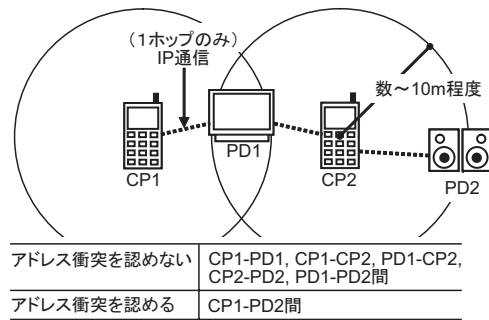 （1ホップのみ）
IP通信
数～10m程度
PD1
CP1
CP2
PD2
アドレス衝突を認めない
CP1-PD1, CP1-CP2, PD1-CP2,
CP2-PD2, PD1-PD2間
アドレス衝突を認める
CP1-PD2間